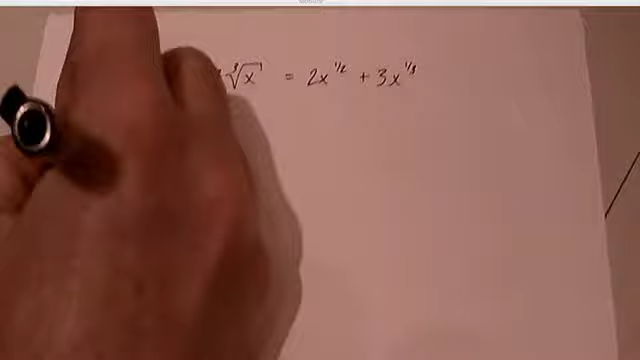 ∛x = 2x^1/2 + 3x^1/3